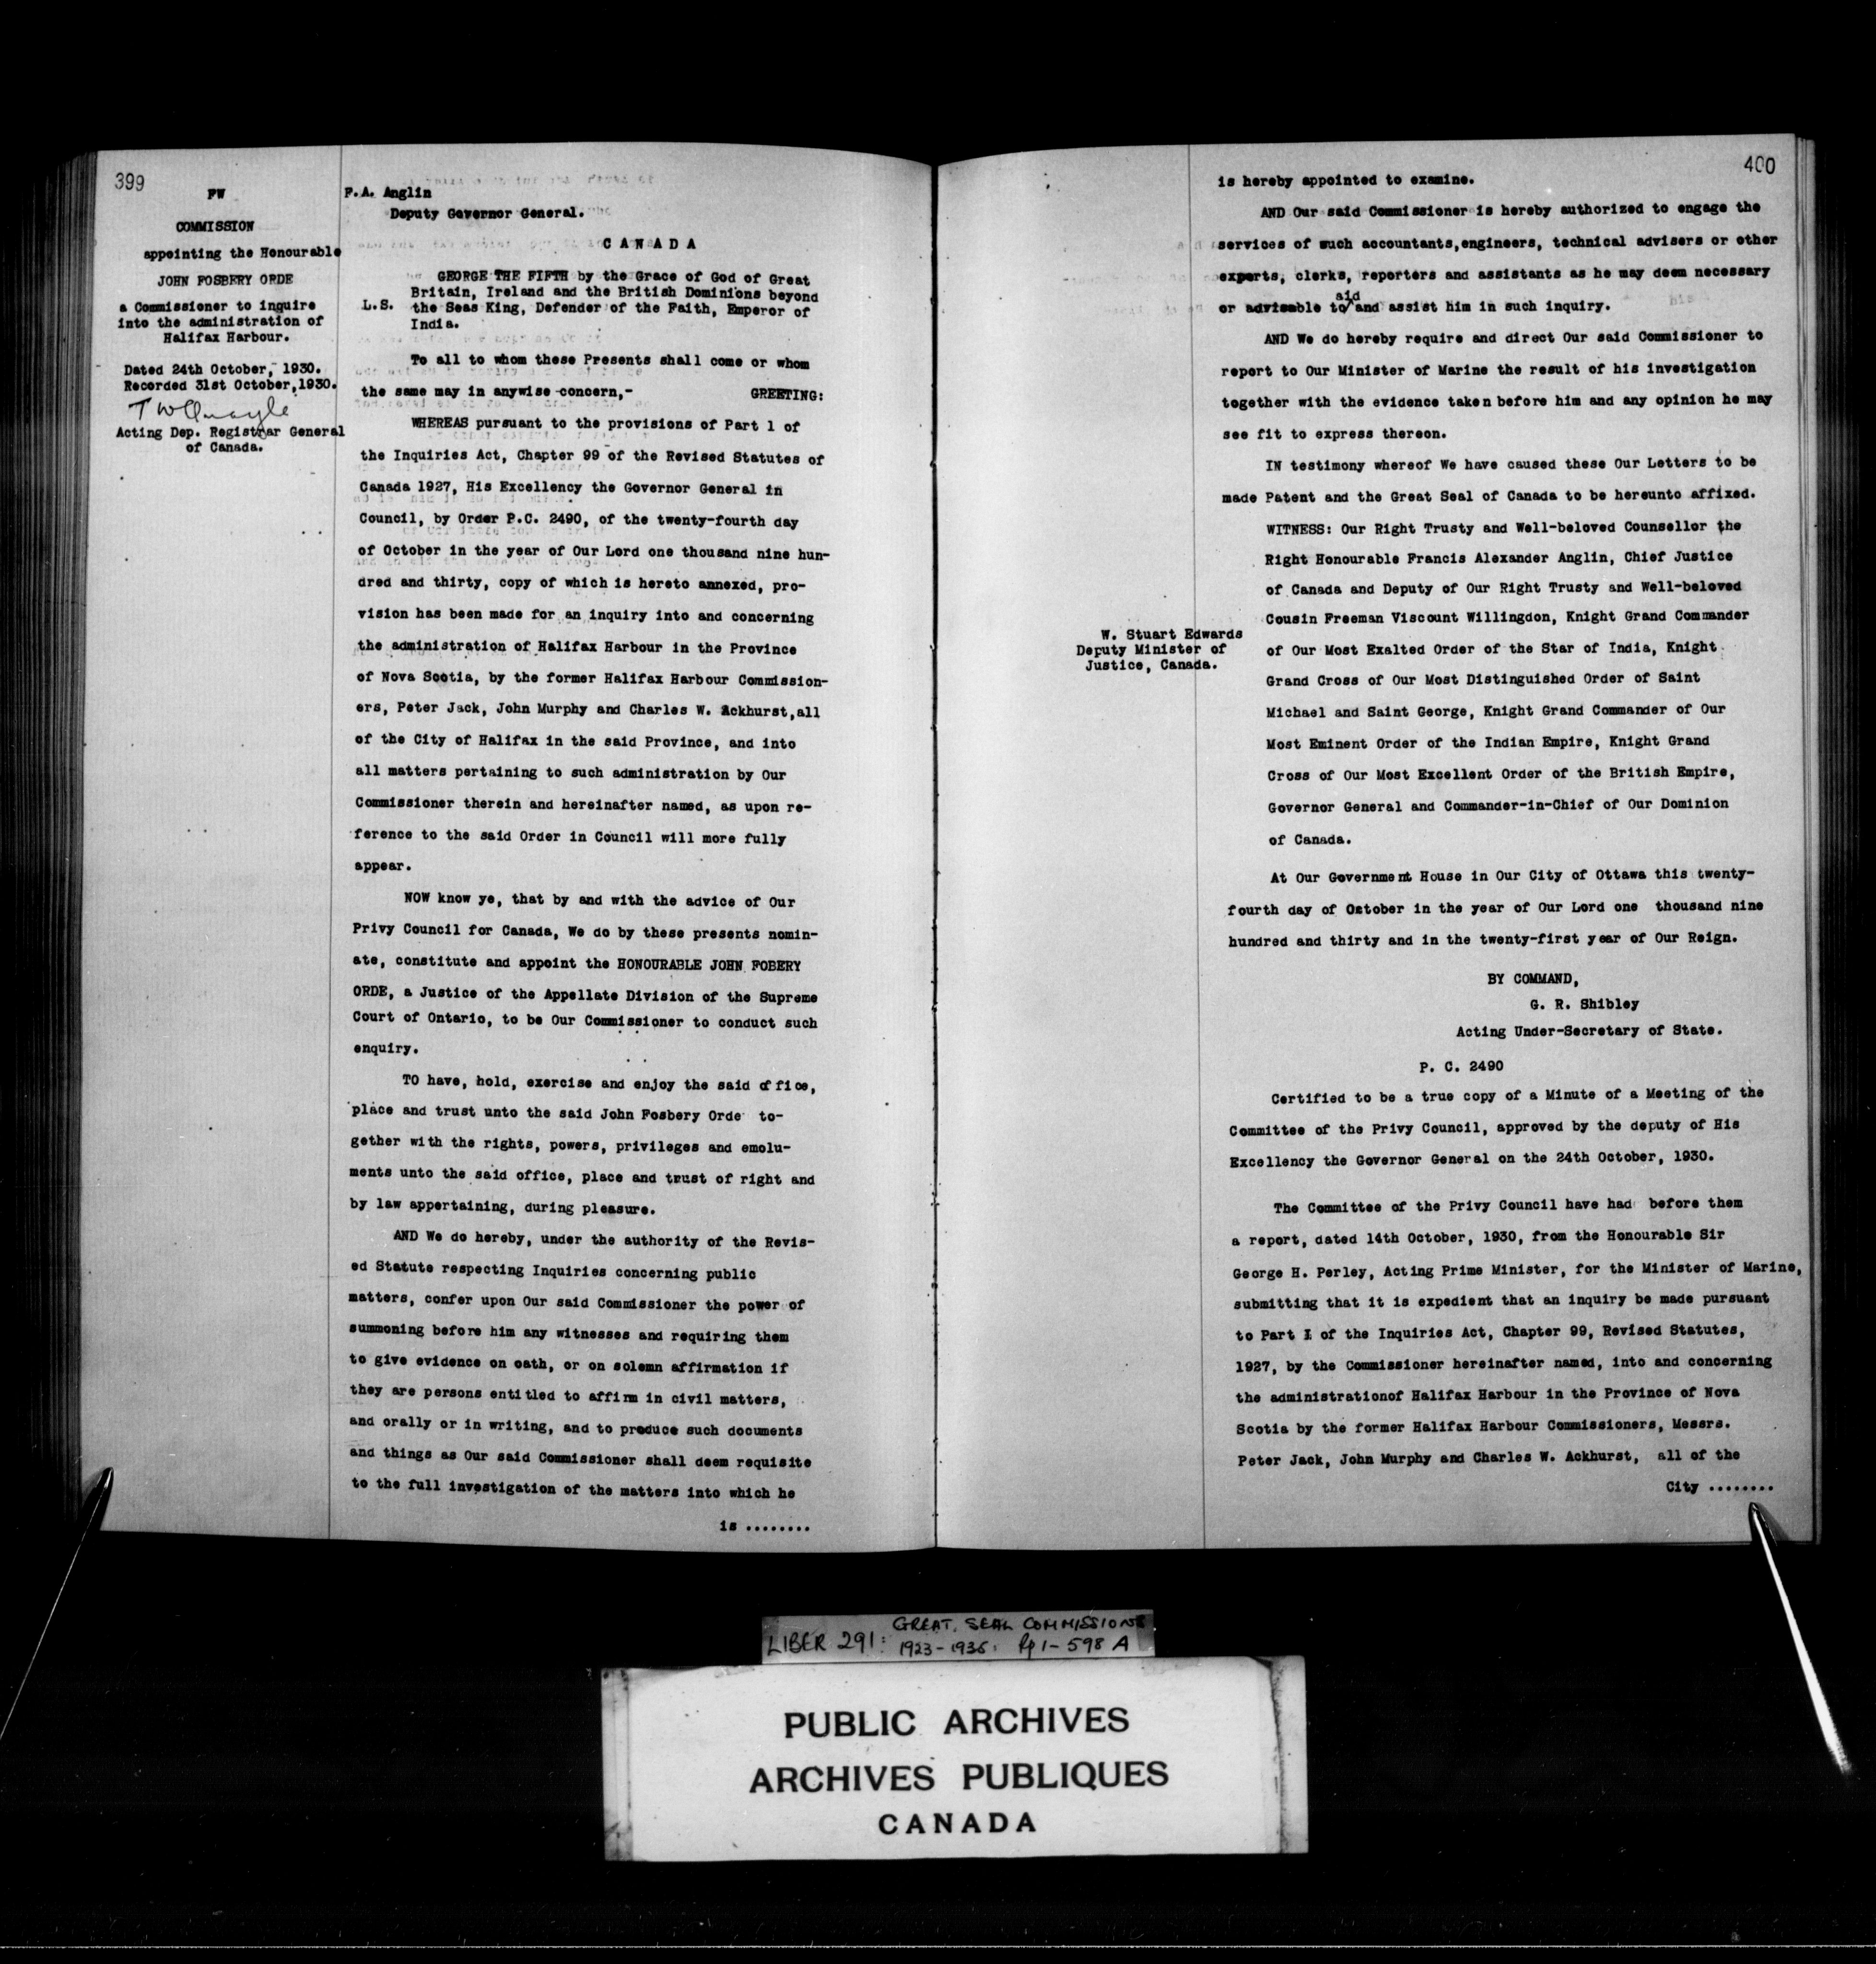 399
FW
COMMISSION
appointing the Honourable
JOHN FOSBERY ORDE
a Commissioner to inquire
into the administration of
Halifax Harbour.
Dated 24th October, 1930.
Recorded 31st October,1930.
Acting Dep. Registrar General
of Canada.
F.A. Anglin
Deputy Governor General.
C A N A D A
GEORGE THE FIFTH by the Grace of God of Great
Britain, Ireland and the British Dominions beyond
L.S. the Seas King, Defender of the Faith, Emperor of
India.
To all to whom these Presents shall come or whom
the same may in anywise concern,- GREETING:
WHEREAS pursuant to the provisions of Part 1 of
the Inquiries Act, Chapter 99 of the Revised Statutes of
Canada 1927, His Excellency the Governor General in
Council, by Order P.C. 2490, of the twenty-fourth day
of October in the year of Our Lord one thousand nine hun-
dred and thirty, copy of which is hereto annexed, pro-
vision has been made for an inquiry into and concerning
the administration of Halifax Harbour in the Province
of Nova Scotia, by the former Halifax Harbour Commission-
ers, Peter Jack, John Murphy and Charles W. Ackhurst,all
of the City of Halifax in the said Province, and into
all matters pertaining to such administration by Our
Commissioner therein and hereinafter named, as upon re-
ference to the said Order in Council will more fully
appear.
NOW know ye, that by and with the advice of Our
Privy Council for Canada, We do by these presents nomin-
ate, constitute and appoint the HONOURABLE JOHN FOBERY
ORDE, a Justice of the Appellate Division of the Supreme
Court of Ontario, to be Our Commissioner to conduct such
enquiry.
TO have, hold, exercise and enjoy the said office,
place and trust unto the said John Fosbery Orde to-
gether with the rights, powers, privileges and emolu-
ments unto the said office, place and trust of right and
by law appertaining, during pleasure.
AND We do hereby, under the authority of the Revis-
ed Statute respecting Inquiries concerning public
matters, confer upon Our said Commissioner the power of
summoning before him any witnesses and requiring them
to give evidence on oath, or on solemn affirmation if
they are persons entitled to affirm in civil matters,
and orally or in writing, and to produce such documents
and things as Our said Commissioner shall deem requisite
to the full investigation of the matters into which he
is ........
400
is hereby appointed to examine.
AND Our said Commissioner is hereby authorized to engage the
services of such accountants,engineers, technical advisers or other
experts, clerks, reporters and assistants as he may deem necessary
or advisable to aid and assist him in such inquiry.
AND We do hereby require and direct Our said Commissioner to
report to Our Minister of Marine the result of his investigation
together with the evidence taken before him and any opinion he may
see fit to express thereon.
IN testimony whereof We have caused these Our Letters to be
made Patent and the Great Seal of Canada to be hereunto affixed.
WITNESS: Our Right Trusty and Well-beloved Counsellor the
Right Honourable Francis Alexander Anglin, Chief Justice
of Canada and Deputy of Our Right Trusty and Well-beloved
Cousin Freeman Viscount Willingdon, Knight Grand Commander
of Our Most Exalted Order of the Star of India, Knight
Grand Cross of Our Most Distinguished Order of Saint
Michael and Saint George, Knight Grand Commander of Our
Most Eminent Order of the Indian Empire, Knight Grand
Cross of Our Most Excellent Order of the British Empire,
Governor General and Commander-in-Chief of Our Dominion
of Canada.
W. Stuart Edwards
Deputy Minister of
Justice, Canada.
At Our Government House in Our City of Ottawa this twenty-
fourth day of October in the year of Our Lord one thousand nine
hundred and thirty and in the twenty-first year of Our Reign.
BY COMMAND,
G. R. Shibley
Acting Under-Secretary of State.
P. C. 2490
Certified to be a true copy of a Minute of a Meeting of the
Committee of the Privy Council, approved by the deputy of His
Excellency the Governor General on the 24th October, 1930.
The Committee of the Privy Council have had before them
a report, dated 14th October, 1930, from the Honourable Sir
George H. Perley, Acting Prime Minister, for the Minister of Marine,
submitting that it is expedient that an inquiry be made pursuant
to Part I of the Inquiries Act, Chapter 99, Revised Statutes,
1927, by the Commissioner hereinafter named, into and concerning
the administrationof Halifax Harbour in the Province of Nova
Scotia by the former Halifax Harbour Commissioners, Messrs.
Peter Jack, John Murphy and Charles W. Ackhurst, all of the
City ........
GREAT SEAL COMMISSIONS
LIBER 291: 1923-1936. Pp 1-598 A
PUBLIC ARCHIVES
ARCHIVES PUBLIQUES
CANADA